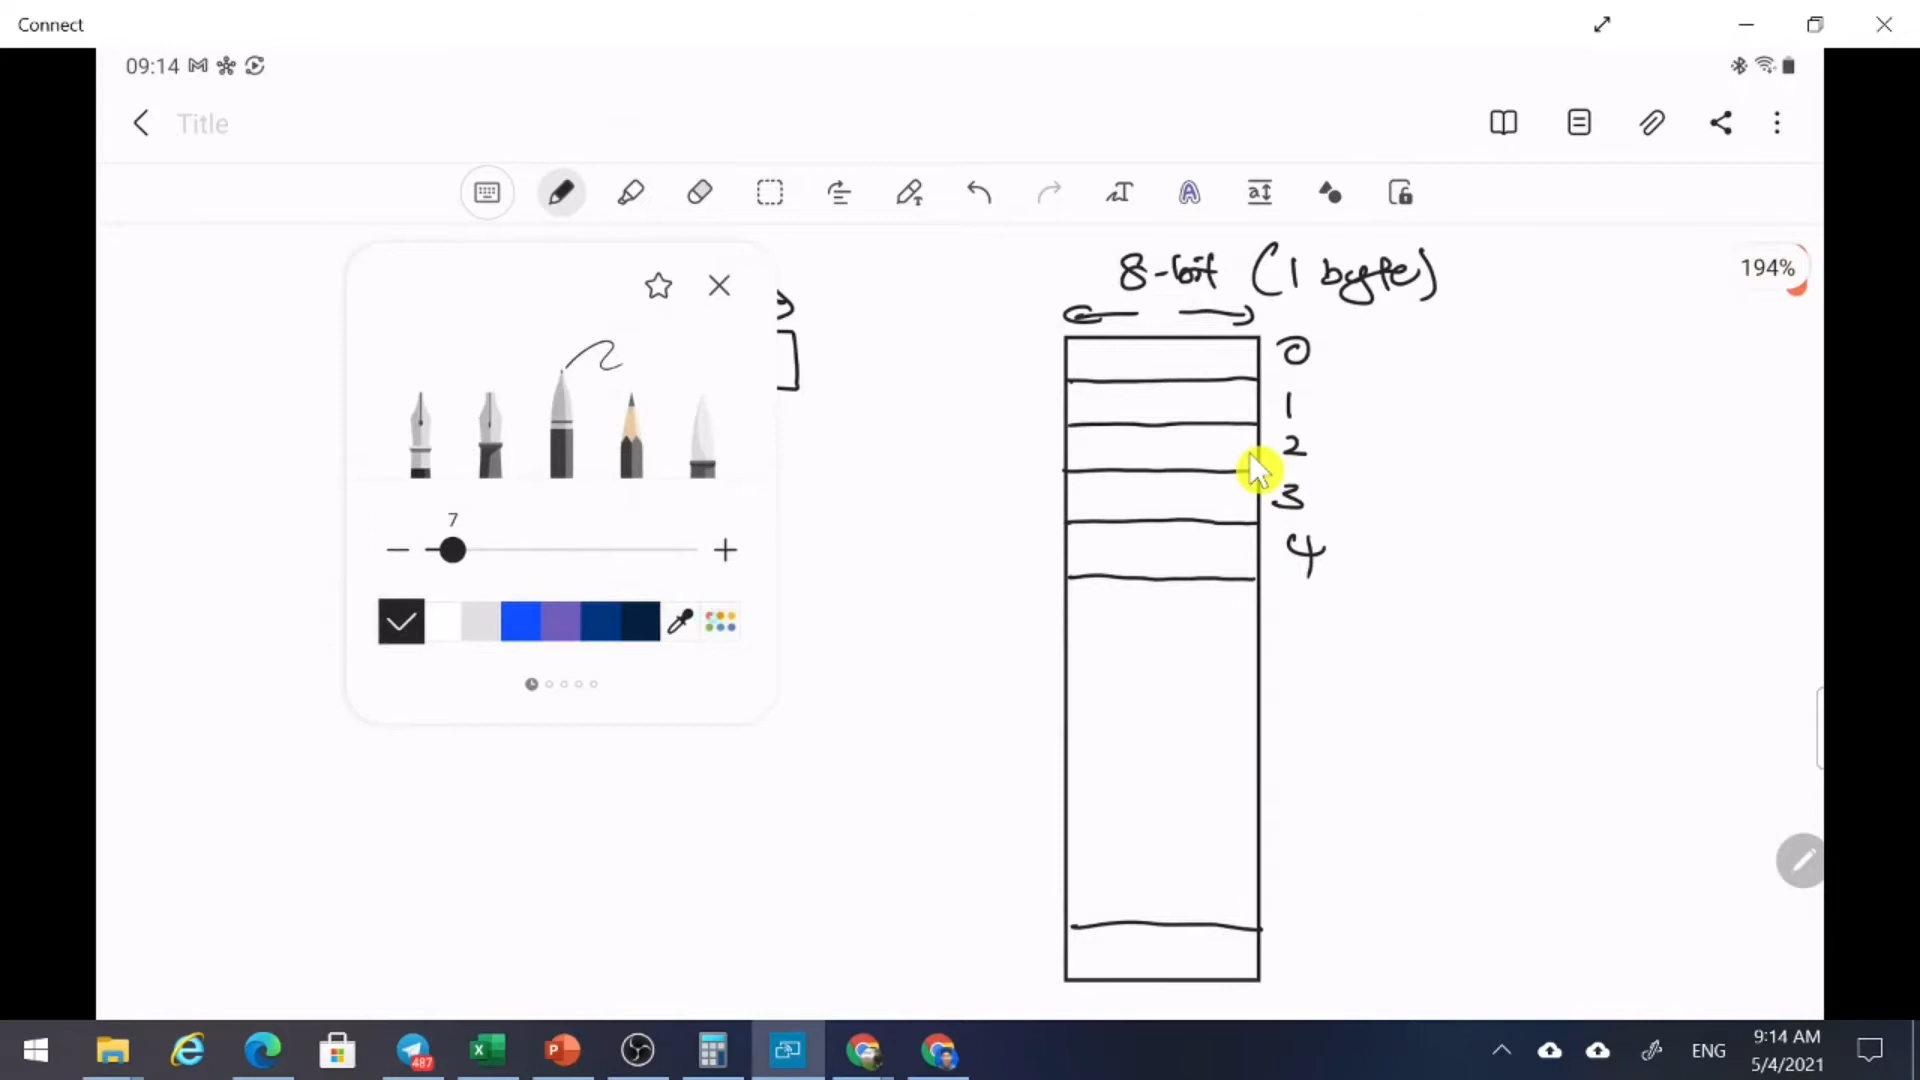 Connect
09:14
Title
8-bit (1 byte)
194%
0
1
2
3
4
7
487
ENG
9:14 AM
5/4/2021